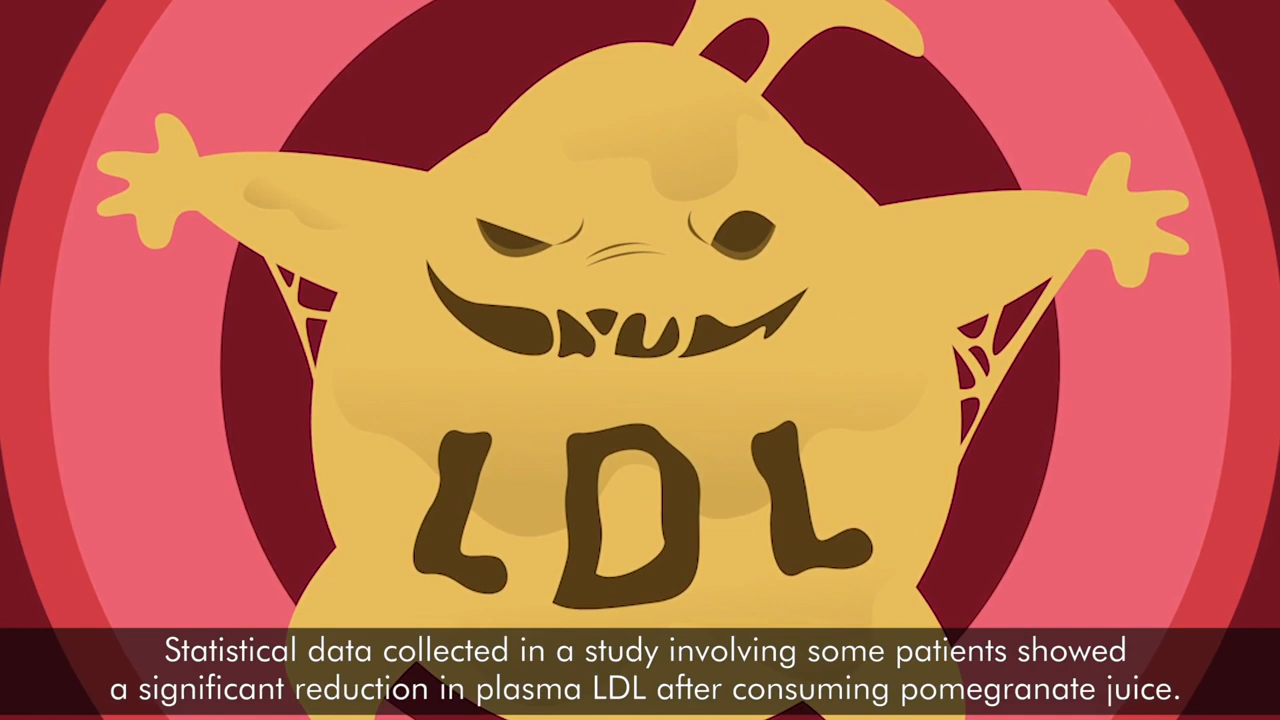 LDL
Statistical data collected in a study involving some patients showed
a significant reduction in plasma LDL after consuming pomegranate juice.